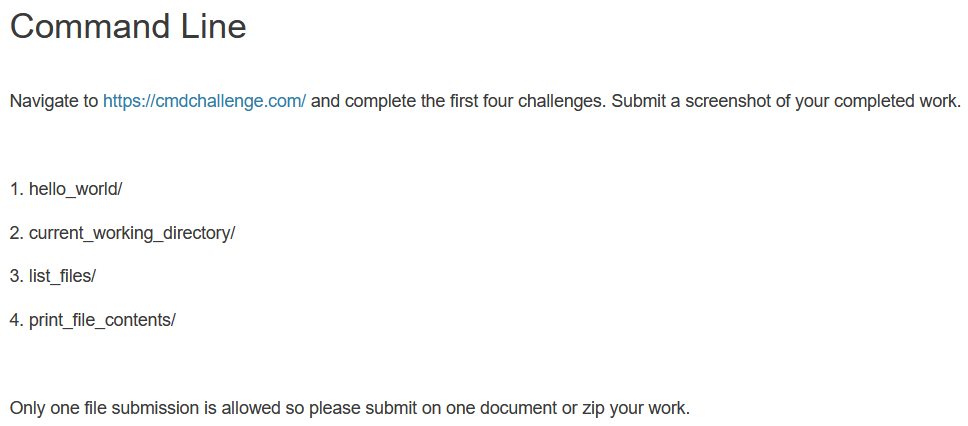 Command Line
Navigate to https://cmdchallenge.com/ and complete the first four challenges. Submit a screenshot of your completed work.
1. hello_world/
2. current_working_directory/
3. list_files/
4. print_file_contents/
Only one file submission is allowed so please submit on one document or zip your work.